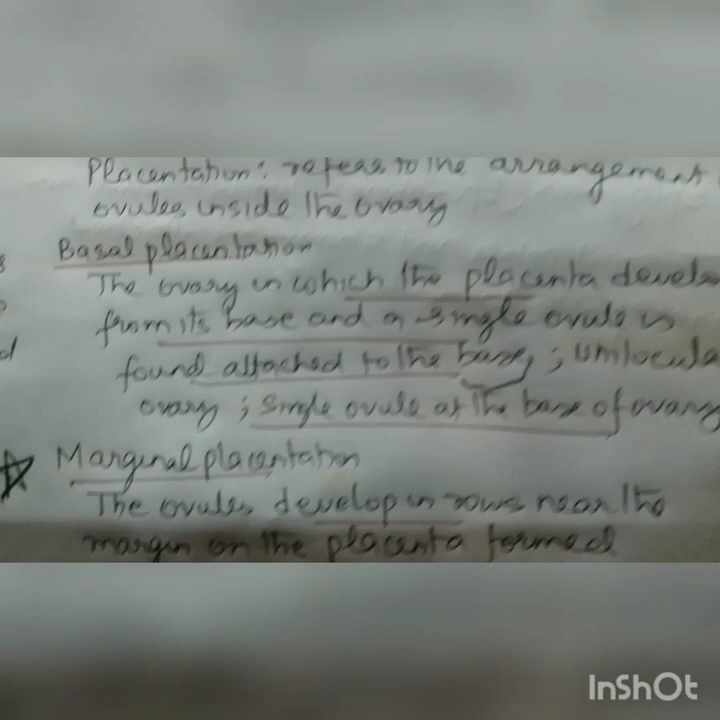 Placentation: refers to the arrangement
ovules inside the ovary
Basal placentation
The ovary in which the placenta develo
from its base and a single ovule is
found attached to the base, ; unilocula
ovary ; single ovule at the base of ovary
Marginal placentation
The ovules develop in rows near the
margin on the placenta formed
InShOt